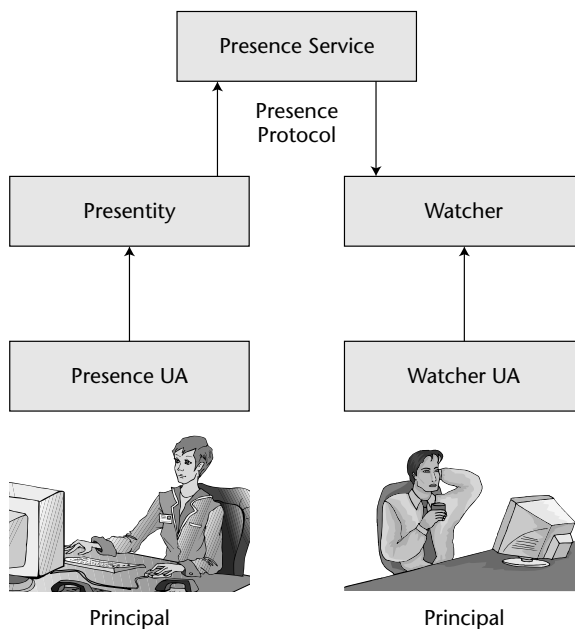 Presence Service
Presence
Protocol
Presentity
Watcher
Presence UA
Watcher UA
Principal
Principal